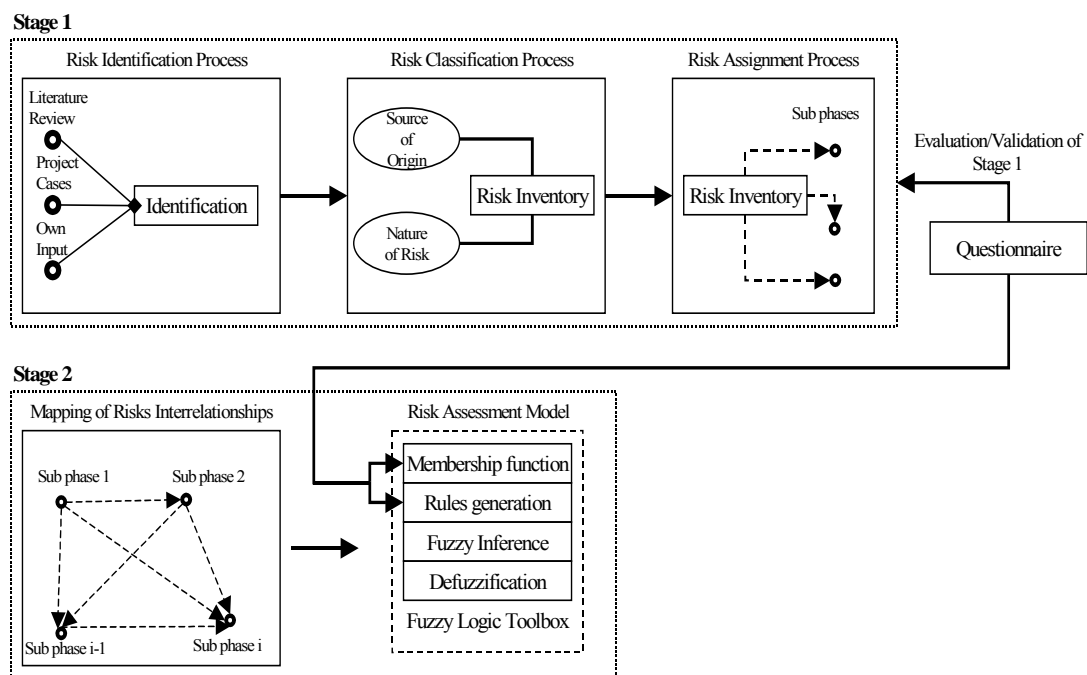 Stage 1
Risk Identification Process
Risk Classification Process
Risk Assignment Process
Literature
Review
Project
Cases
Own
Input
Identification
Source
of
Origin
Nature
of Risk
Risk Inventory
Sub phases
Risk Inventory
Evaluation/Validation of
Stage 1
Questionnaire
Stage 2
Mapping of Risks Interrelationships
Sub phase 1
Sub phase 2
Sub phase i-1
Sub phase i
Risk Assessment Model
Membership function
Rules generation
Fuzzy Inference
Defuzzification
Fuzzy Logic Toolbox